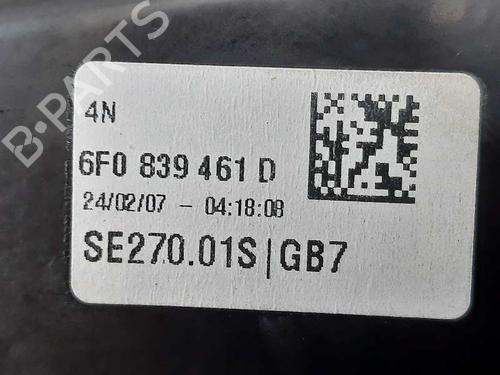 B-PARTS
4N
6F0 839 461 D
24/02/07 - 04:18:08
SE270.01S|GB7